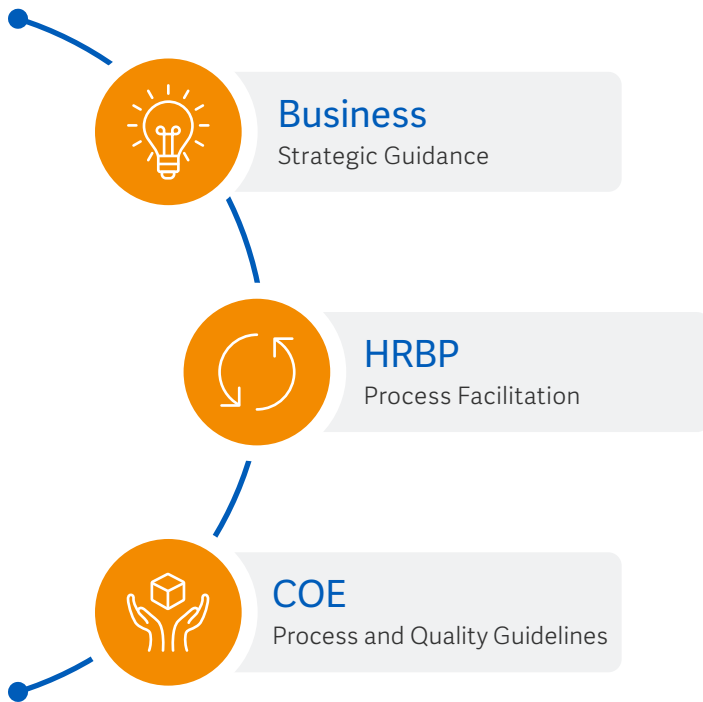 Business
Strategic Guidance
HRBP
Process Facilitation
COE
Process and Quality Guidelines